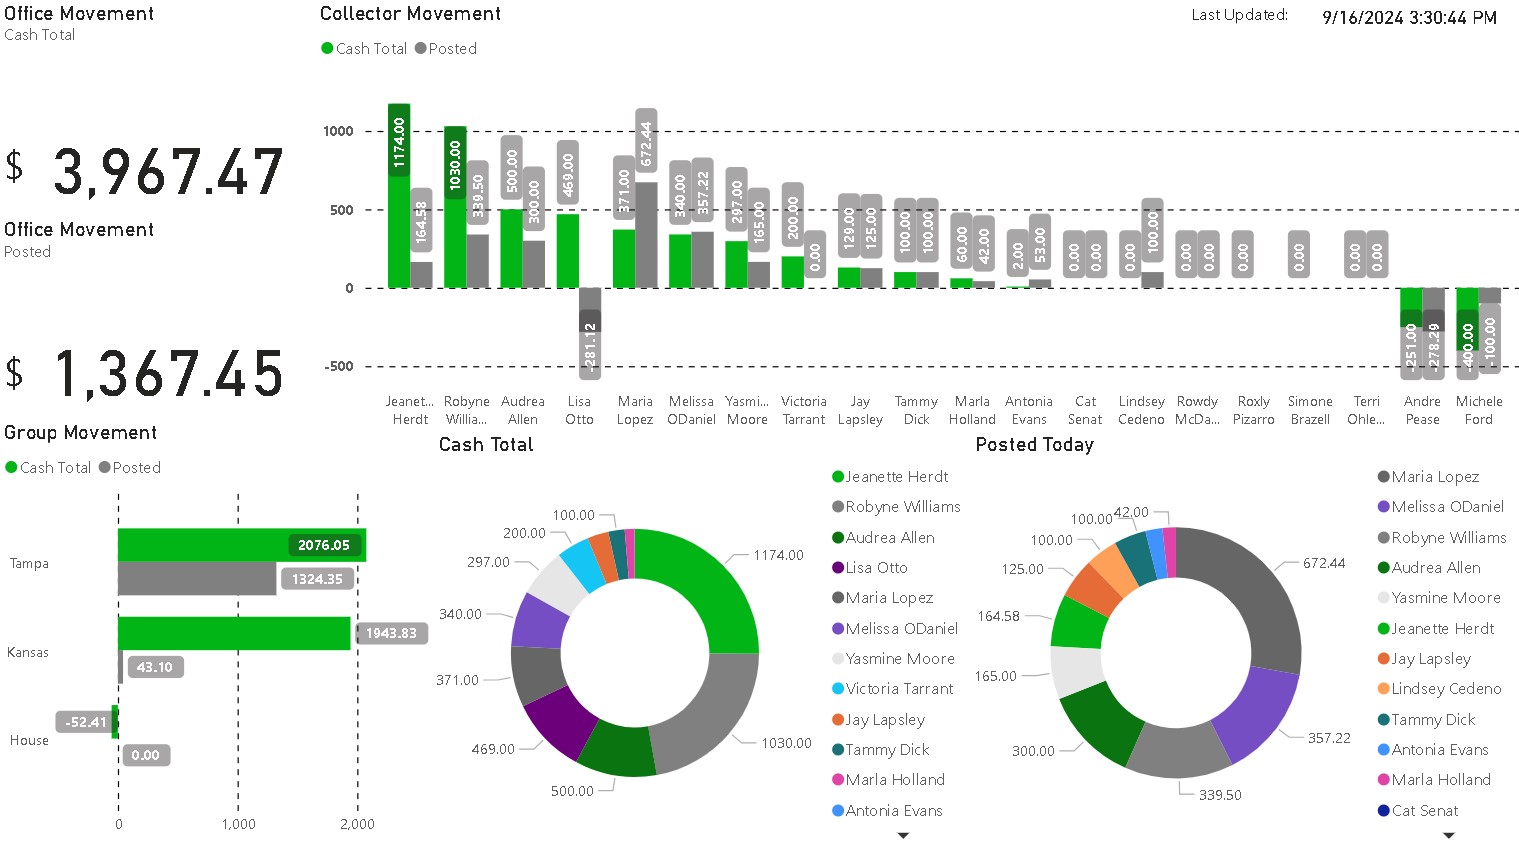 Office Movement
Cash Total
$ 3,967.47
Office Movement
Posted
$ 1,367.45
Collector Movement
Cash Total Posted
Last Updated: 9/16/2024 3:30:44 PM
1000
500
0
-500
1174.00 164.58 1030.00 339.50 500.00 300.00 469.00 -281.12 371.00 672.44 340.00 357.22 297.00 165.00 200.00 0.00 129.00 125.00 100.00 100.00 60.00 42.00 2.00 53.00 0.00 0.00 0.00 100.00 0.00 0.00 0.00 0.00 0.00 0.00 -251.00 -278.29 -400.00 -100.00
Jeanet... Robyne Audrea Lisa Maria Melissa Yasmi... Victoria Jay Tammy Marla Antonia Cat Lindsey Rowdy Roxly Simone Terri Andre Michele
Herdt Willia... Allen Otto Lopez ODaniel Moore Tarrant Lapsley Dick Holland Evans Senat Cedeno McDa... Pizarro Brazell Ohle... Pease Ford
Group Movement
Cash Total Posted
Tampa
2076.05
1324.35
Kansas
1943.83
43.10
House
-52.41
0.00
0 1,000 2,000
Cash Total
1174.00
1030.00
500.00
469.00
371.00
340.00
297.00
200.00
100.00
Jeanette Herdt
Robyne Williams
Audrea Allen
Lisa Otto
Maria Lopez
Melissa ODaniel
Yasmine Moore
Victoria Tarrant
Jay Lapsley
Tammy Dick
Marla Holland
Antonia Evans
Posted Today
672.44
357.22
339.50
300.00
165.00
164.58
125.00
100.00
100.00
42.00
Maria Lopez
Melissa ODaniel
Robyne Williams
Audrea Allen
Yasmine Moore
Jeanette Herdt
Jay Lapsley
Lindsey Cedeno
Tammy Dick
Antonia Evans
Marla Holland
Cat Senat